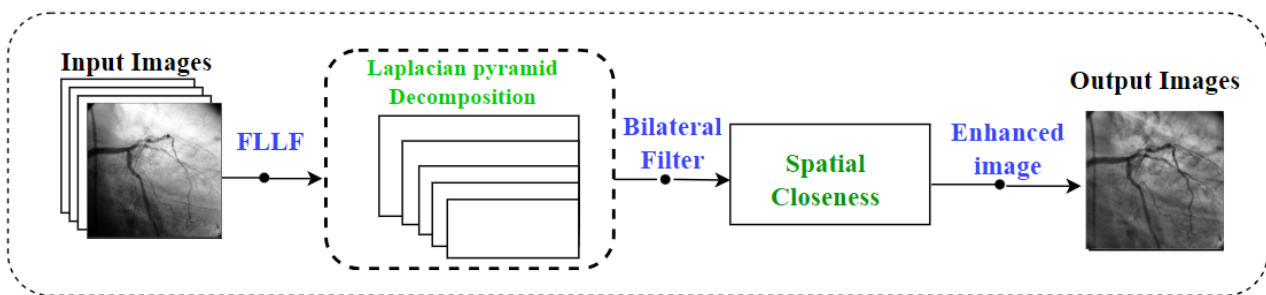 Input Images
FLLF
Laplacian pyramid
Decomposition
Bilateral
Filter
Spatial
Closeness
Enhanced
image
Output Images